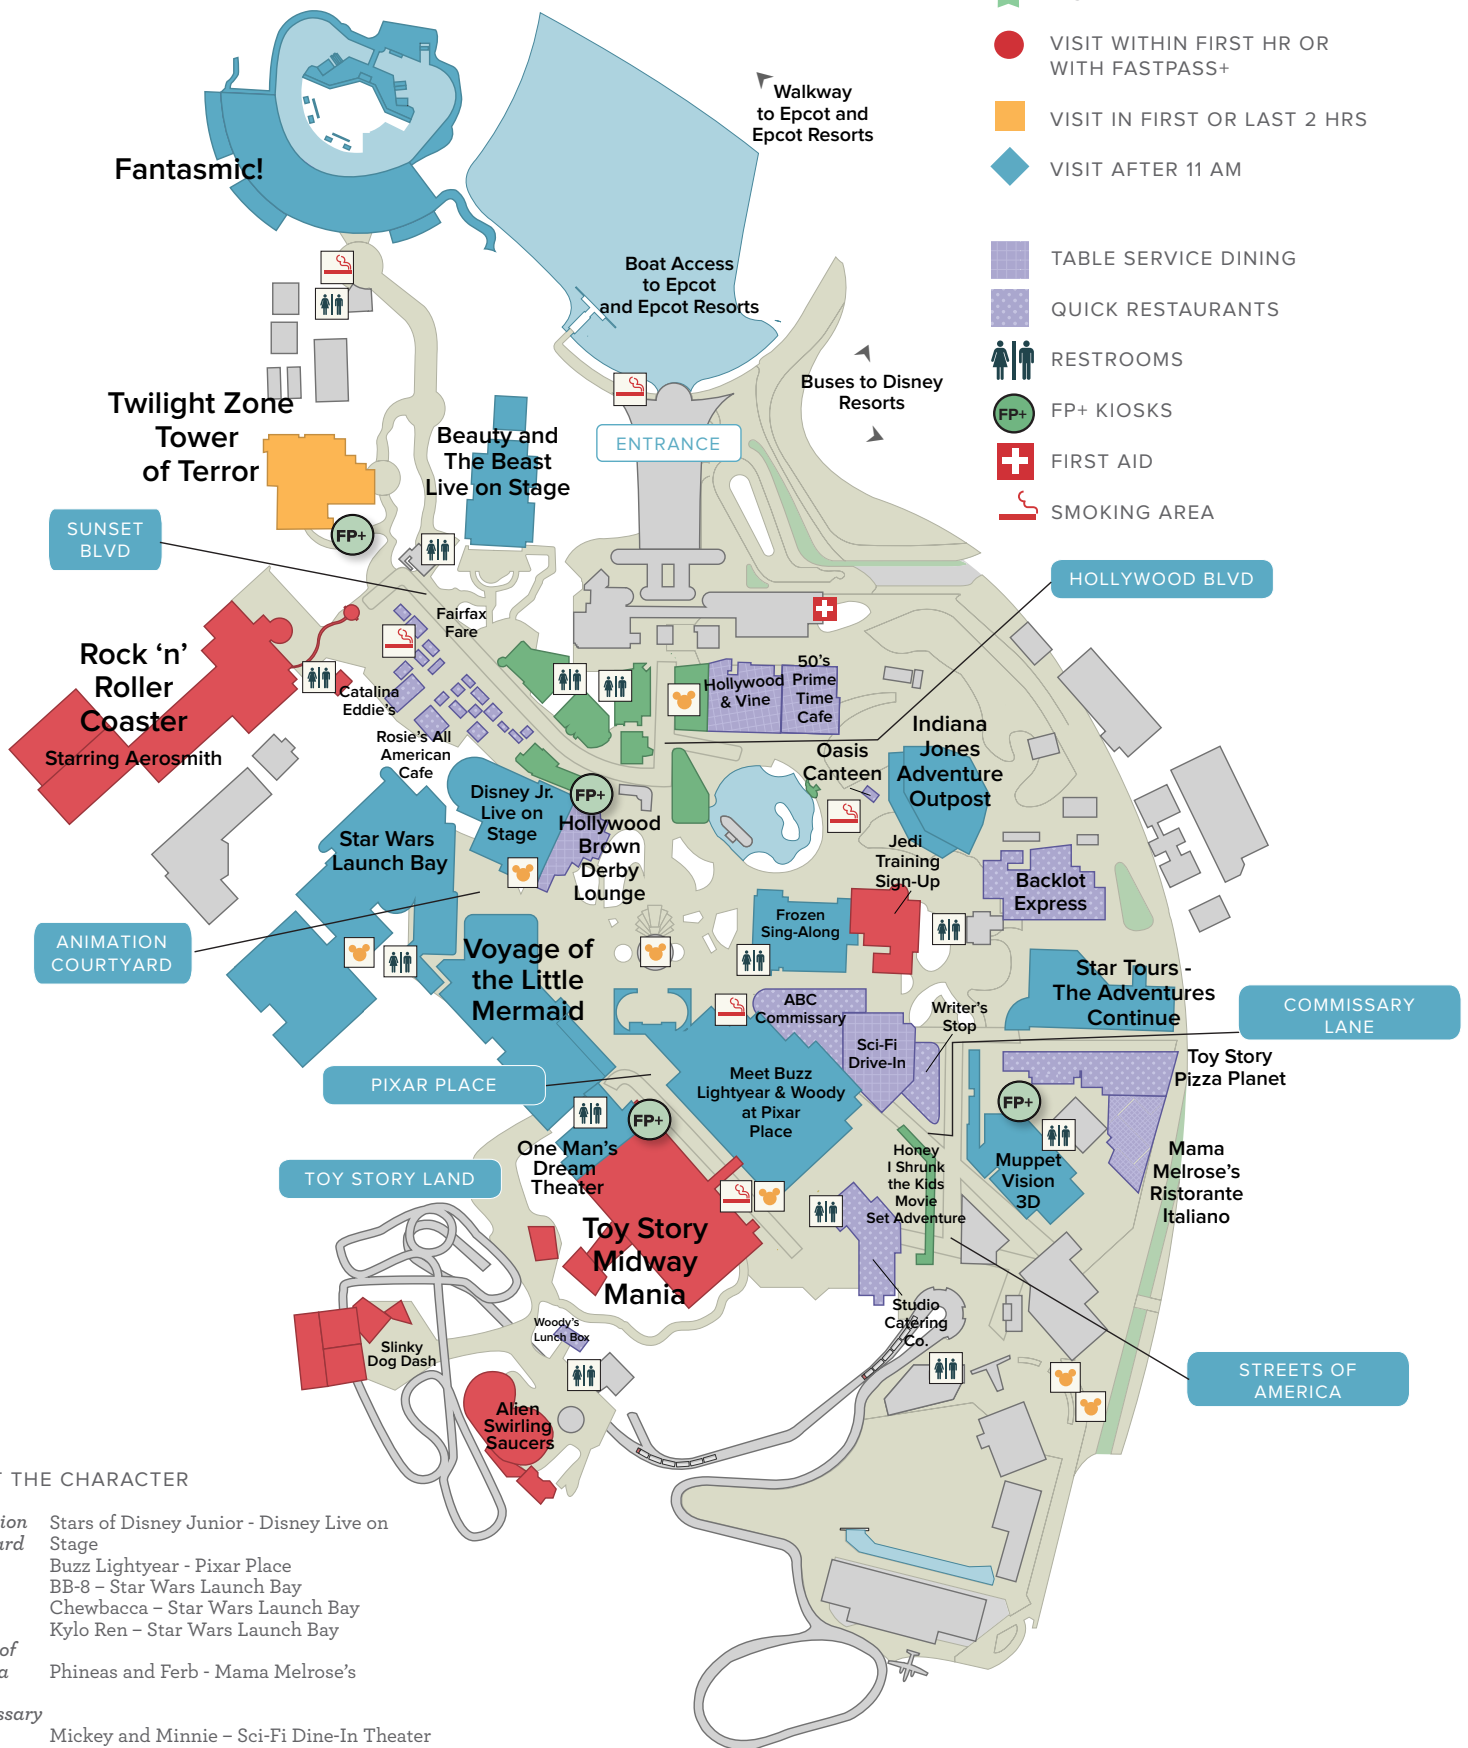 VISIT WITHIN FIRST HR OR
WITH FASTPASS+
VISIT IN FIRST OR LAST 2 HRS
VISIT AFTER 11 AM
TABLE SERVICE DINING
QUICK RESTAURANTS
RESTROOMS
FP+
FP+ KIOSKS
FIRST AID
SMOKING AREA
Walkway
to Epcot and
Epcot Resorts
Fantasmic!
Boat Access
to Epcot
and Epcot Resorts
Buses to Disney
Resorts
ENTRANCE
Twilight Zone
Tower
of Terror
Beauty and
The Beast
Live on Stage
FP+
SUNSET
BLVD
HOLLYWOOD BLVD
Fairfax
Fare
Rock ‘n’
Roller
Coaster
Starring Aerosmith
Catalina
Eddie's
Rosie's All
American
Cafe
Hollywood
& Vine
50's
Prime
Time
Cafe
Oasis
Canteen
Indiana
Jones
Adventure
Outpost
Disney Jr.
Live on
Stage
FP+
Hollywood
Brown
Derby
Lounge
Star Wars
Launch Bay
Jedi
Training
Sign-Up
Backlot
Express
Frozen
Sing-Along
ANIMATION
COURTYARD
Voyage of
the Little
Mermaid
Star Tours -
The Adventures
Continue
COMMISSARY
LANE
ABC
Commissary
Writer's
Stop
Sci-Fi
Drive-In
Toy Story
Pizza Planet
PIXAR PLACE
Meet Buzz
Lightyear & Woody
at Pixar
Place
FP+
FP+
One Man's
Dream
Theater
TOY STORY LAND
Honey
I Shrunk
the Kids
Movie
Set Adventure
Muppet
Vision
3D
Mama
Melrose's
Ristorante
Italiano
Toy Story
Midway
Mania
Studio
Catering
Co.
Woody's
Lunch Box
Slinky
Dog Dash
STREETS OF
AMERICA
Alien
Swirling
Saucers
THE CHARACTER
ion
Stars of Disney Junior - Disney Live on
ard
Stage
Buzz Lightyear - Pixar Place
BB-8 – Star Wars Launch Bay
Chewbacca – Star Wars Launch Bay
Kylo Ren – Star Wars Launch Bay
of
a
Phineas and Ferb - Mama Melrose’s
ssary
Mickey and Minnie – Sci-Fi Dine-In Theater